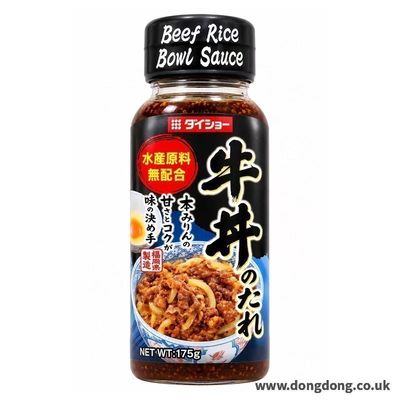 Beef Rice
Bowl Sauce
ダイショー
水産原料
無配合
牛丼のたれ
本みりんの
甘さとコクが
味の決め手
福岡県
製造
NET WT:175g
www.dongdong.co.uk